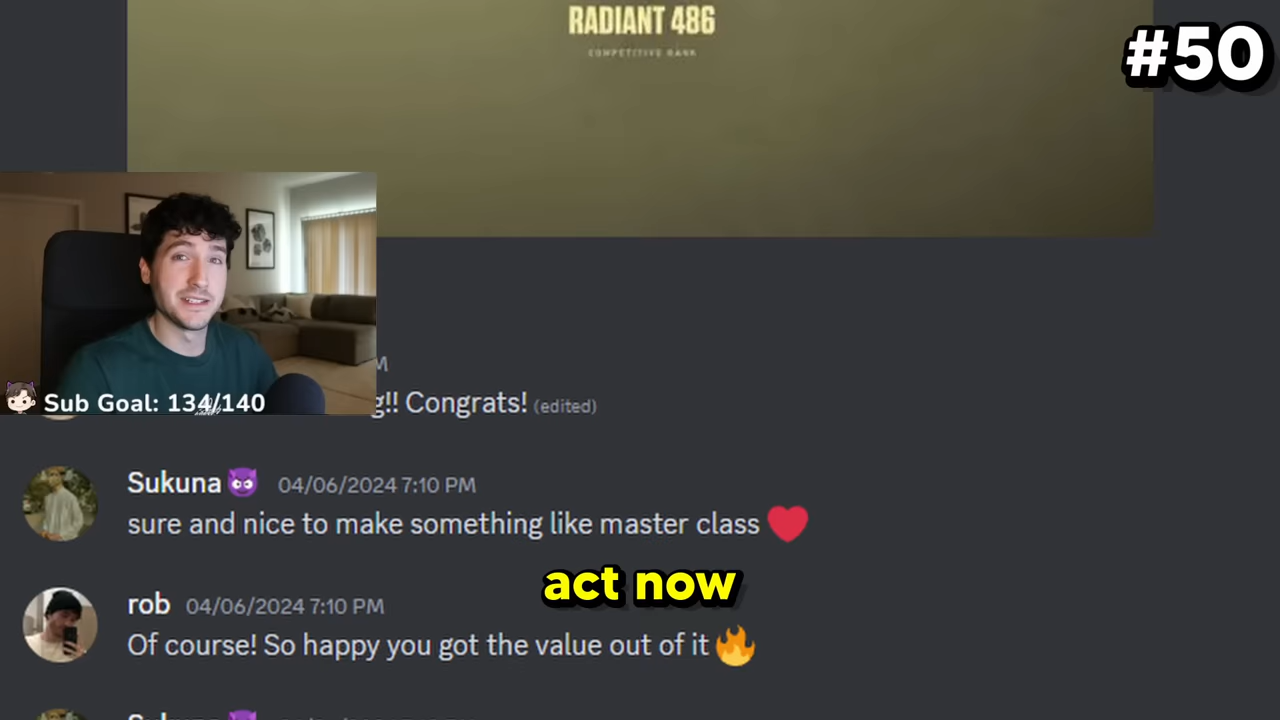 RADIANT 486
COMPETITIVE RANK
#50
Sub Goal: 134/140
M
g!! Congrats! (edited)
Sukuna 04/06/2024 7:10 PM
sure and nice to make something like master class
act now
rob 04/06/2024 7:10 PM
Of course! So happy you got the value out of it